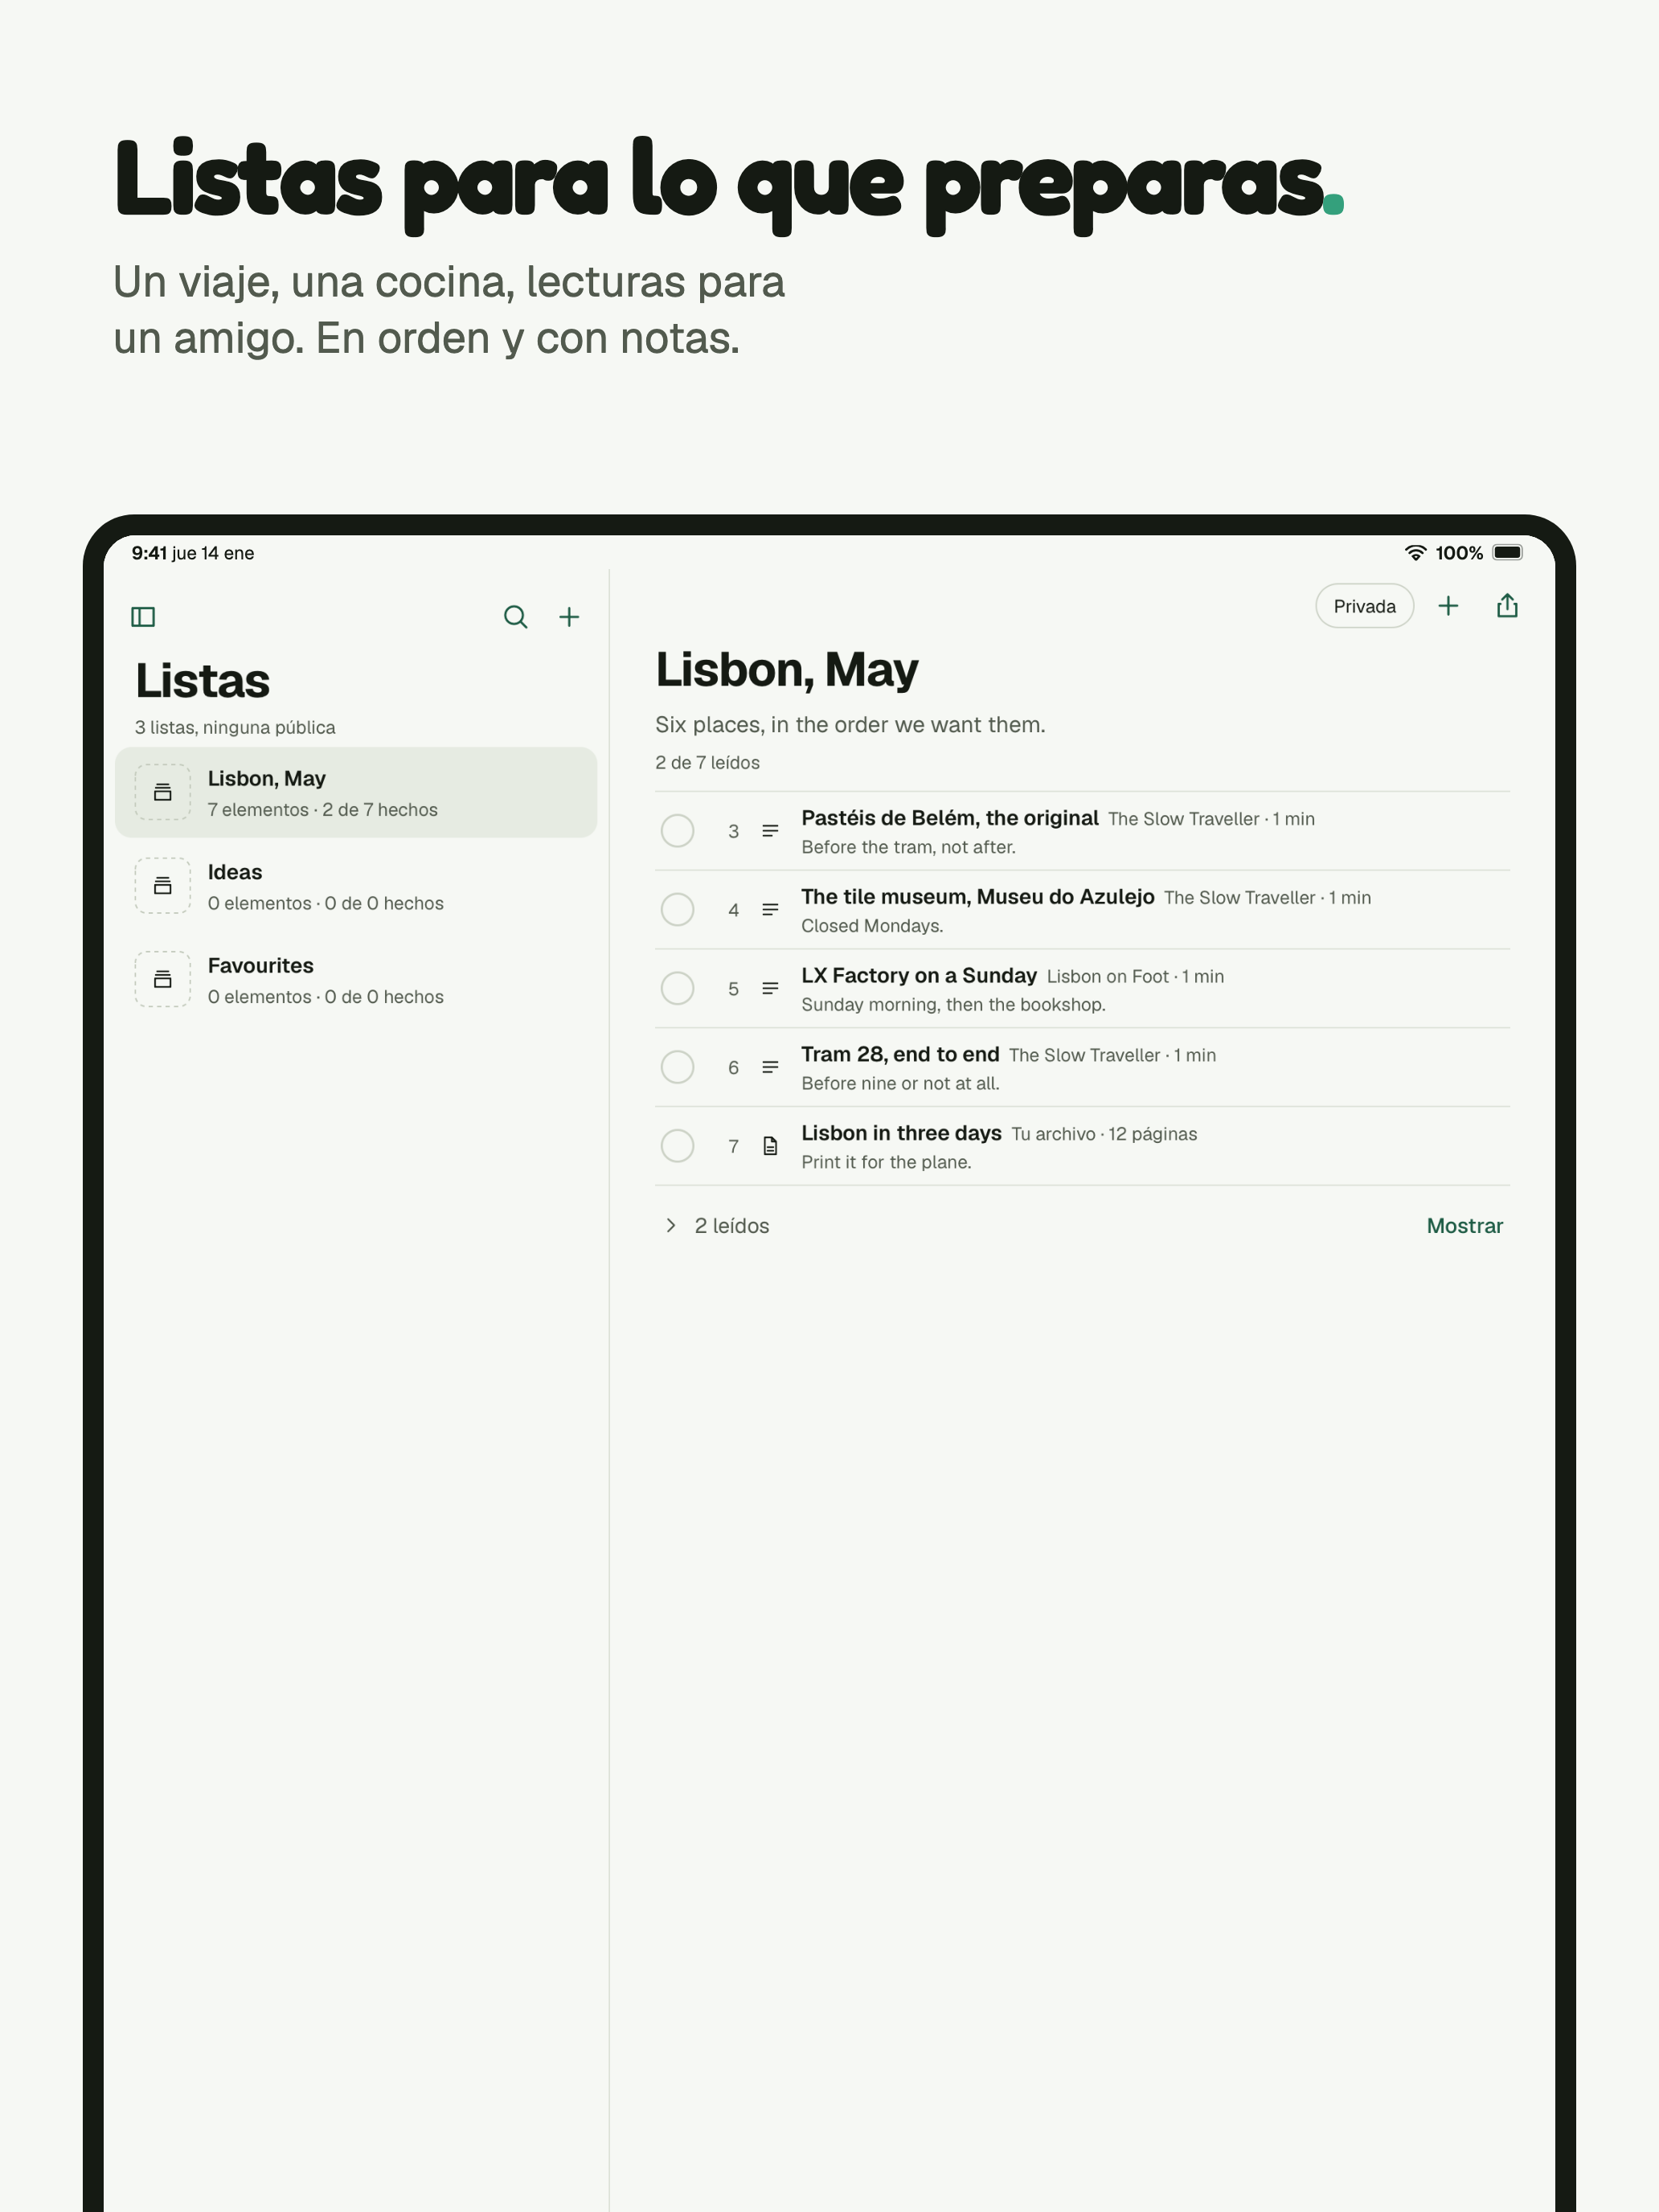 Listas para lo que preparas.
Un viaje, una cocina, lecturas para
un amigo. En orden y con notas.
9:41 jue 14 ene
100%
Listas
3 listas, ninguna pública
Lisbon, May
7 elementos · 2 de 7 hechos
Ideas
0 elementos · 0 de 0 hechos
Favourites
0 elementos · 0 de 0 hechos
Privada
Lisbon, May
Six places, in the order we want them.
2 de 7 leídos
3 Pastéis de Belém, the original The Slow Traveller · 1 min
Before the tram, not after.
4 The tile museum, Museu do Azulejo The Slow Traveller · 1 min
Closed Mondays.
5 LX Factory on a Sunday Lisbon on Foot · 1 min
Sunday morning, then the bookshop.
6 Tram 28, end to end The Slow Traveller · 1 min
Before nine or not at all.
7 Lisbon in three days Tu archivo · 12 páginas
Print it for the plane.
2 leídos Mostrar